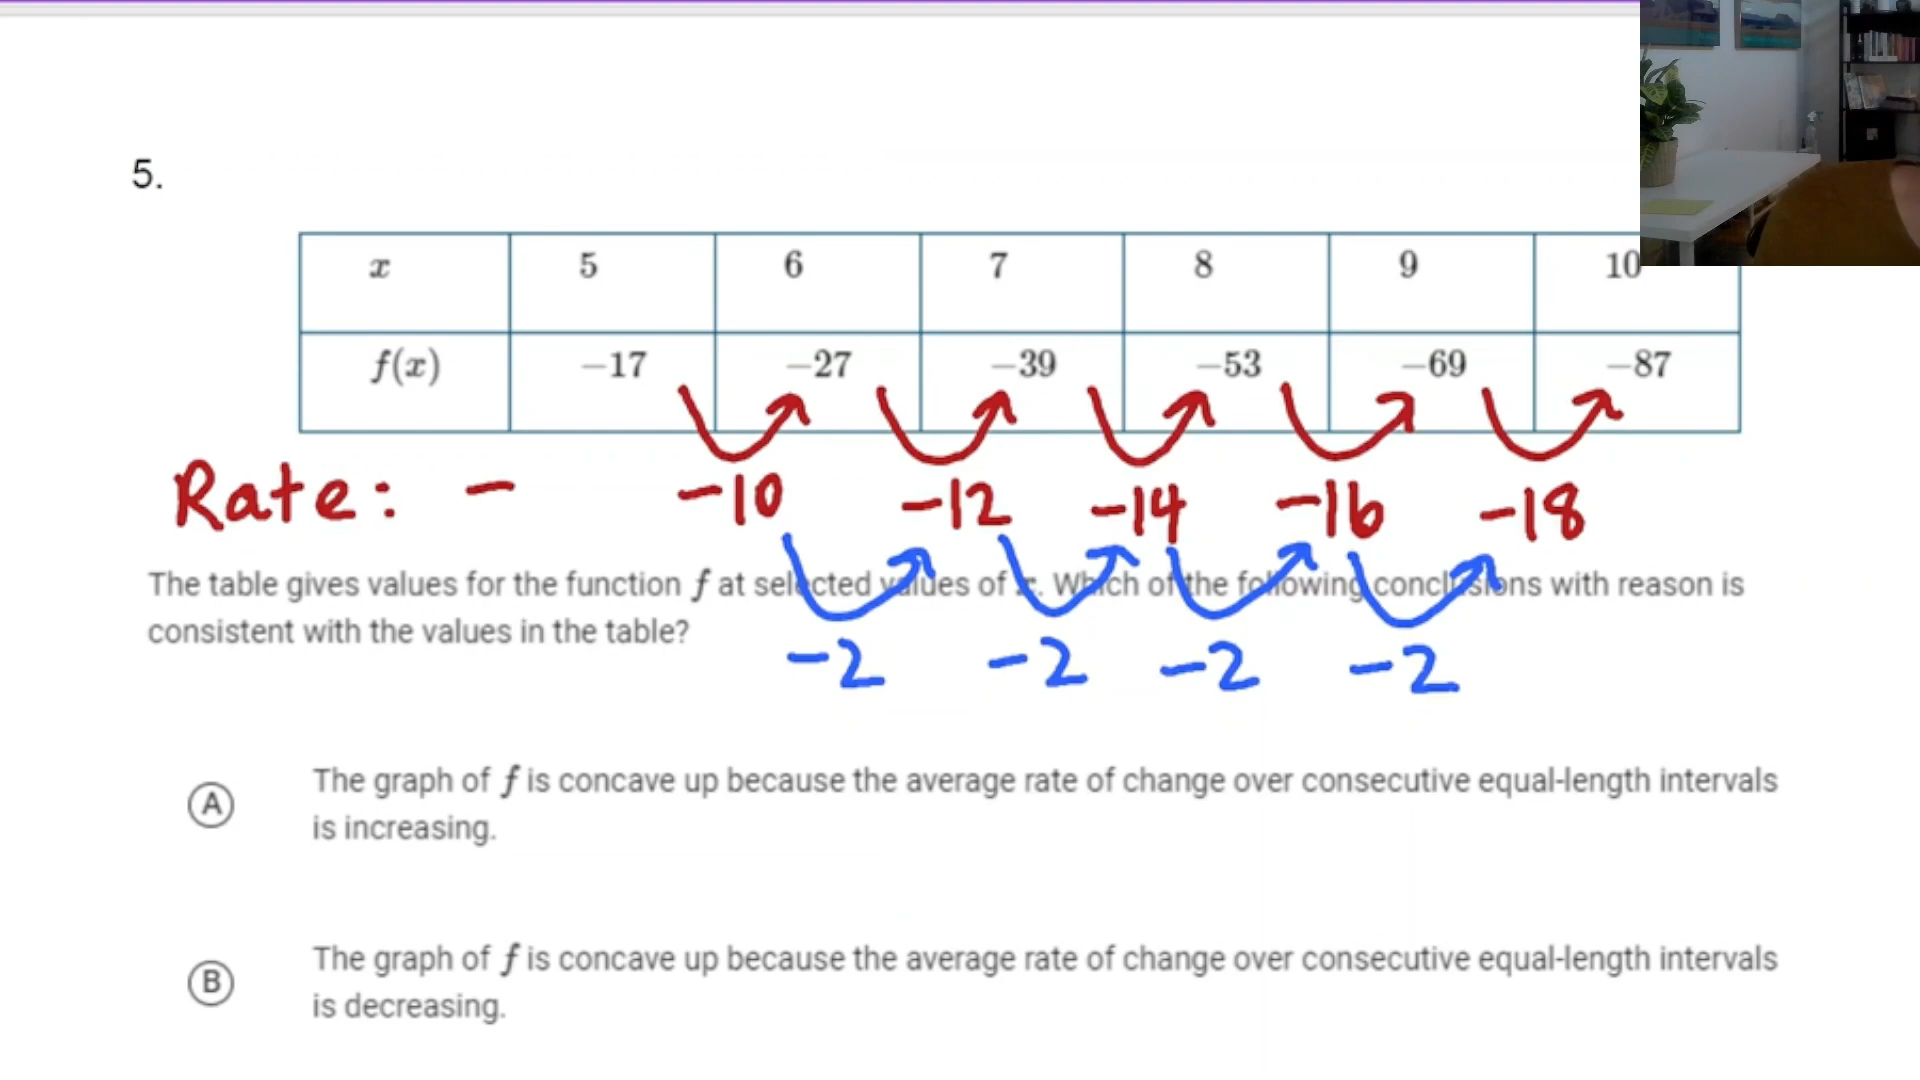 5.
x 5 6 7 8 9 10
f(x) −17 −27 −39 −53 −69 −87
Rate: - -10 -12 -14 -16 -18
The table gives values for the function f at selected values of x. Which of the following conclusions with reason is
consistent with the values in the table?
-2 -2 -2 -2
A The graph of f is concave up because the average rate of change over consecutive equal-length intervals
is increasing.
B The graph of f is concave up because the average rate of change over consecutive equal-length intervals
is decreasing.